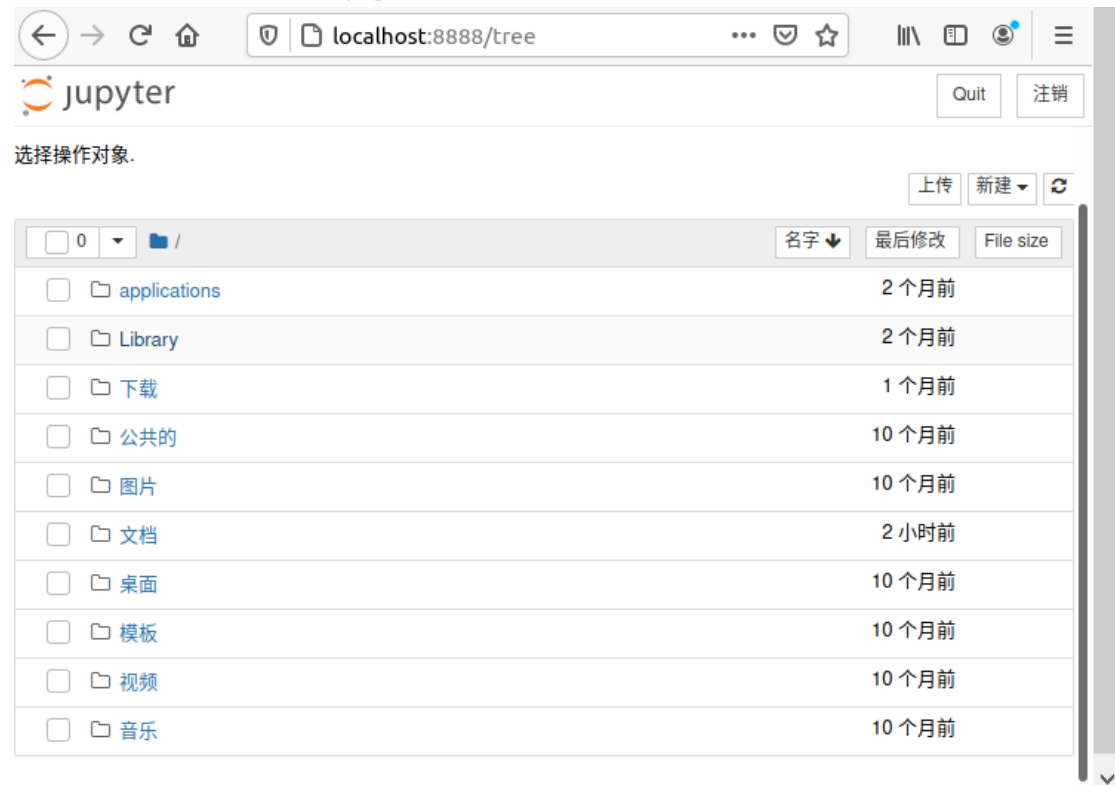 localhost:8888/tree
jupyter
Quit 注销
选择操作对象.
上传 新建
0 / 名字 最后修改 File size
applications 2 个月前
Library 2 个月前
下载 1 个月前
公共的 10 个月前
图片 10 个月前
文档 2 小时前
桌面 10 个月前
模板 10 个月前
视频 10 个月前
音乐 10 个月前